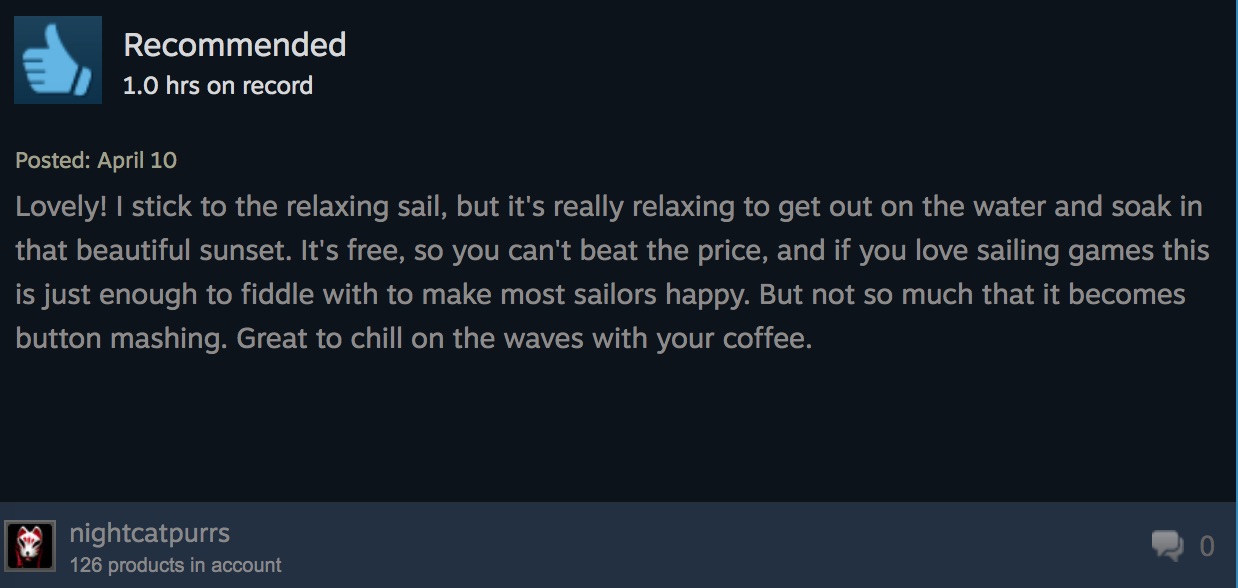 Recommended
1.0 hrs on record
Posted: April 10
Lovely! I stick to the relaxing sail, but it's really relaxing to get out on the water and soak in
that beautiful sunset. It's free, so you can't beat the price, and if you love sailing games this
is just enough to fiddle with to make most sailors happy. But not so much that it becomes
button mashing. Great to chill on the waves with your coffee.
nightcatpurrs
126 products in account
0